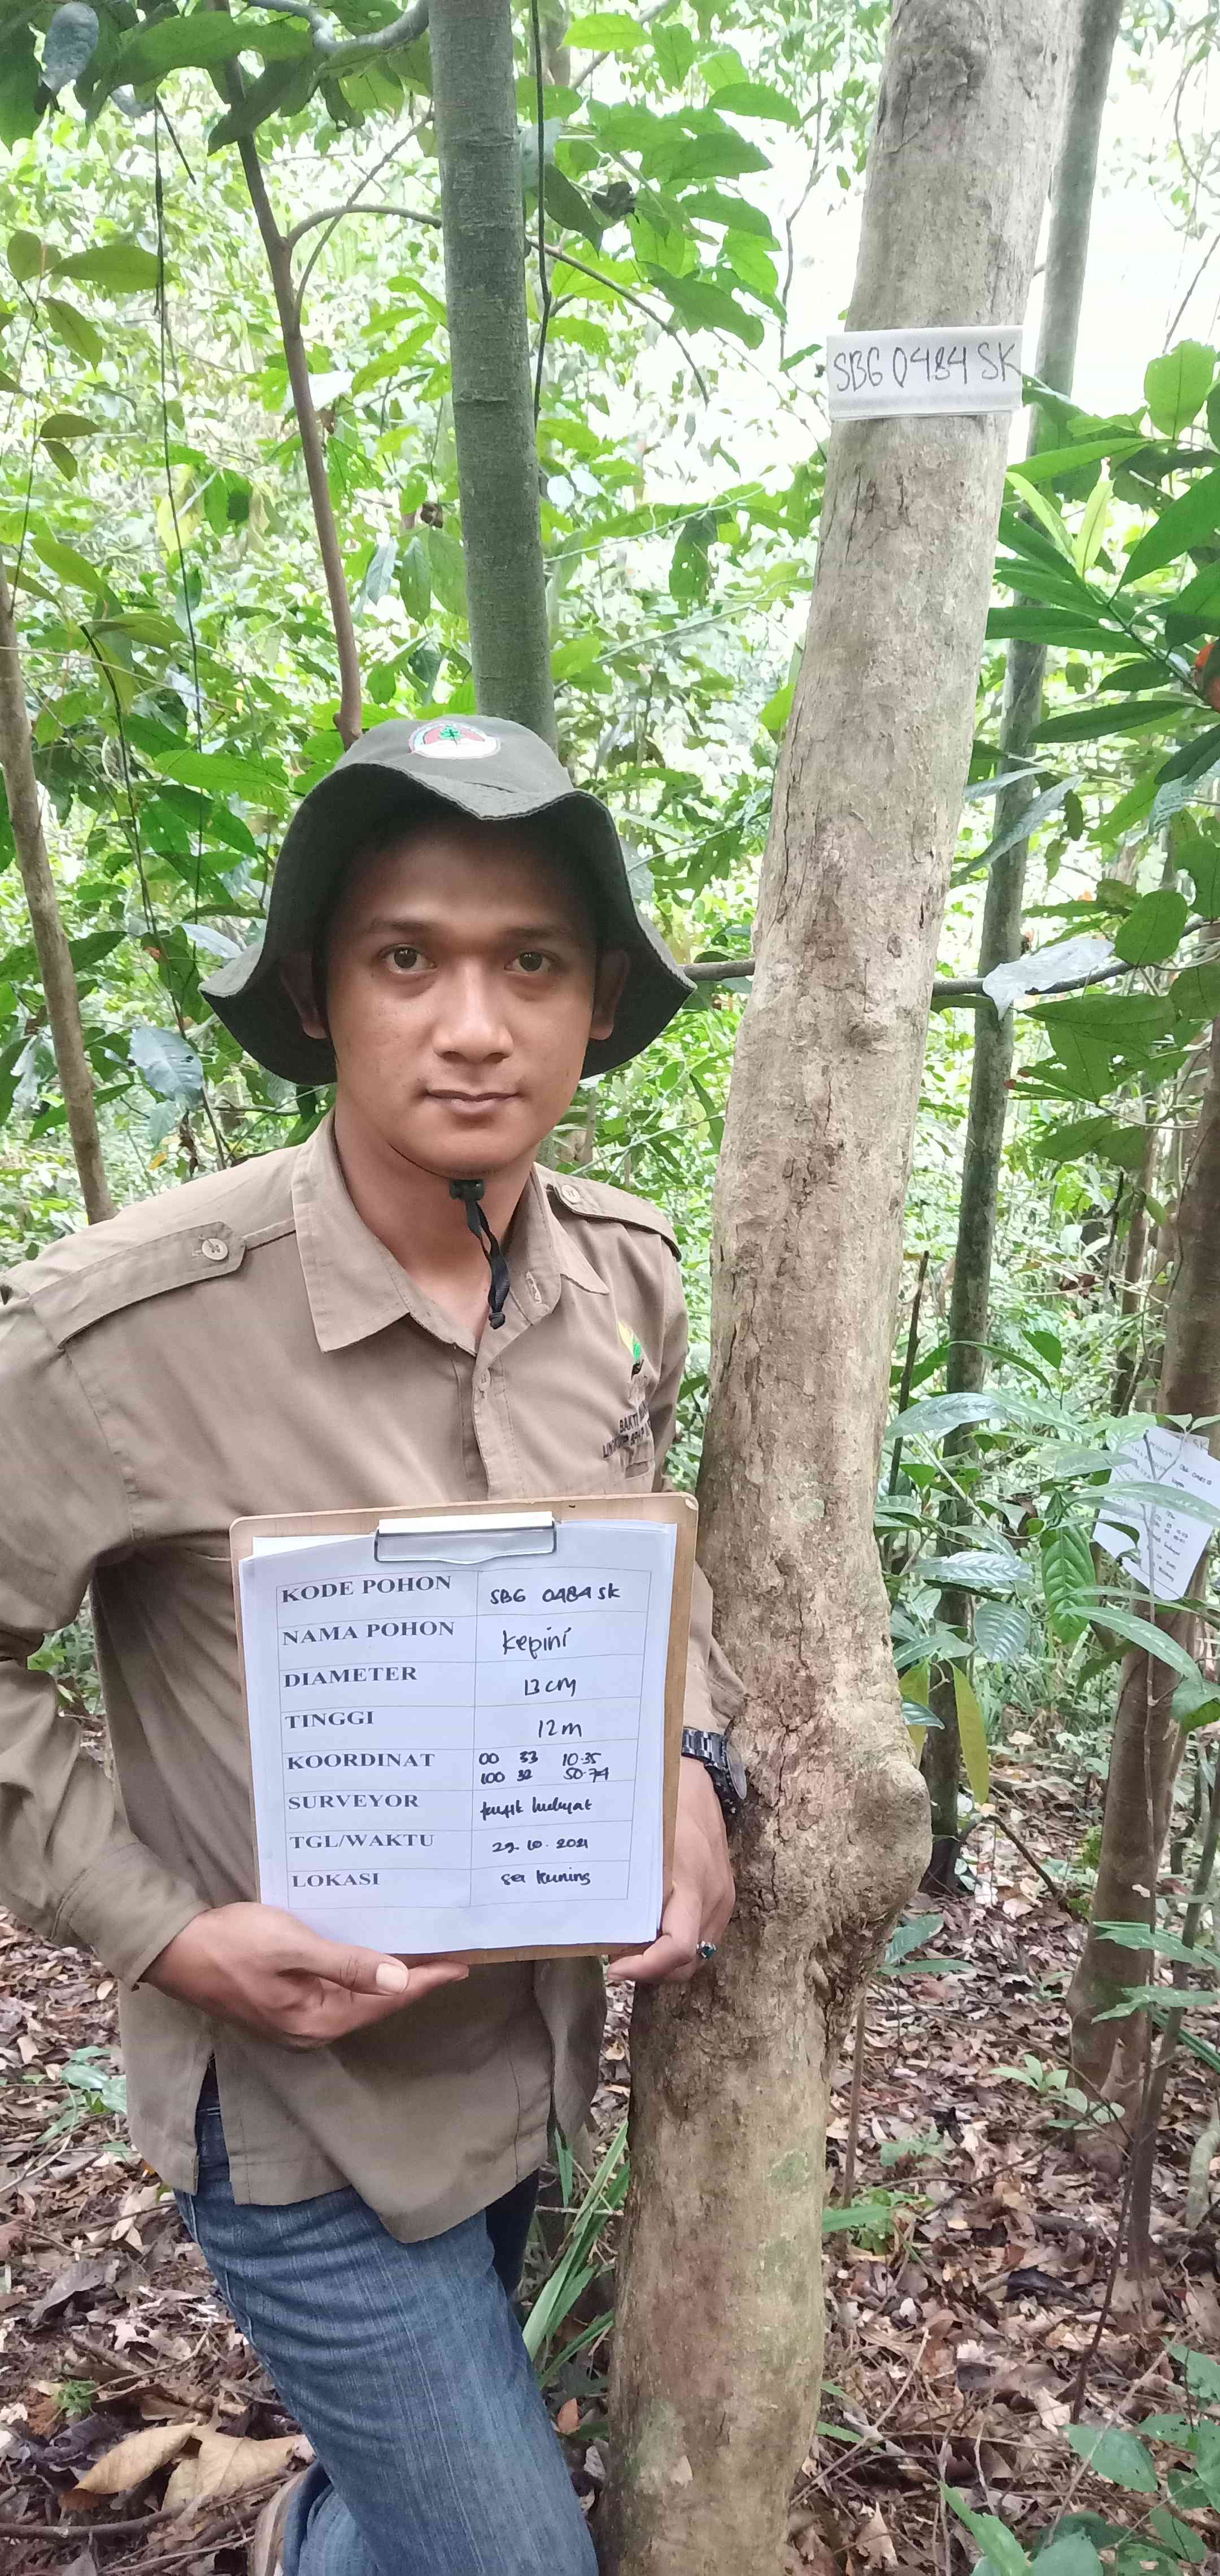 SBG 0484 SK
KODE POHON SBG 0484 SK
NAMA POHON Kepini
DIAMETER 13 cm
TINGGI 12 m
KOORDINAT 00 33 10.35
100 32 50.74
SURVEYOR
TGL/WAKTU 29.10.2021
LOKASI Sei Kuning
BAKTI